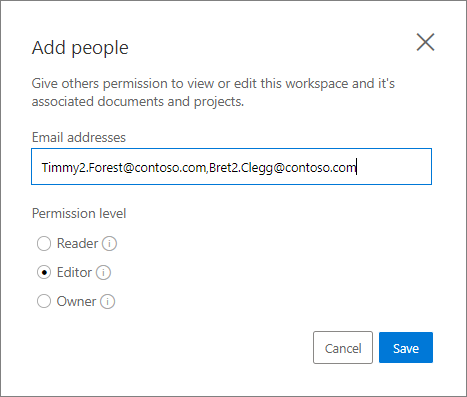 Add people
Give others permission to view or edit this workspace and it's
associated documents and projects.
Email addresses
Timmy2.Forest@contoso.com,Bret2.Clegg@contoso.com
Permission level
Reader
Editor
Owner
Cancel Save